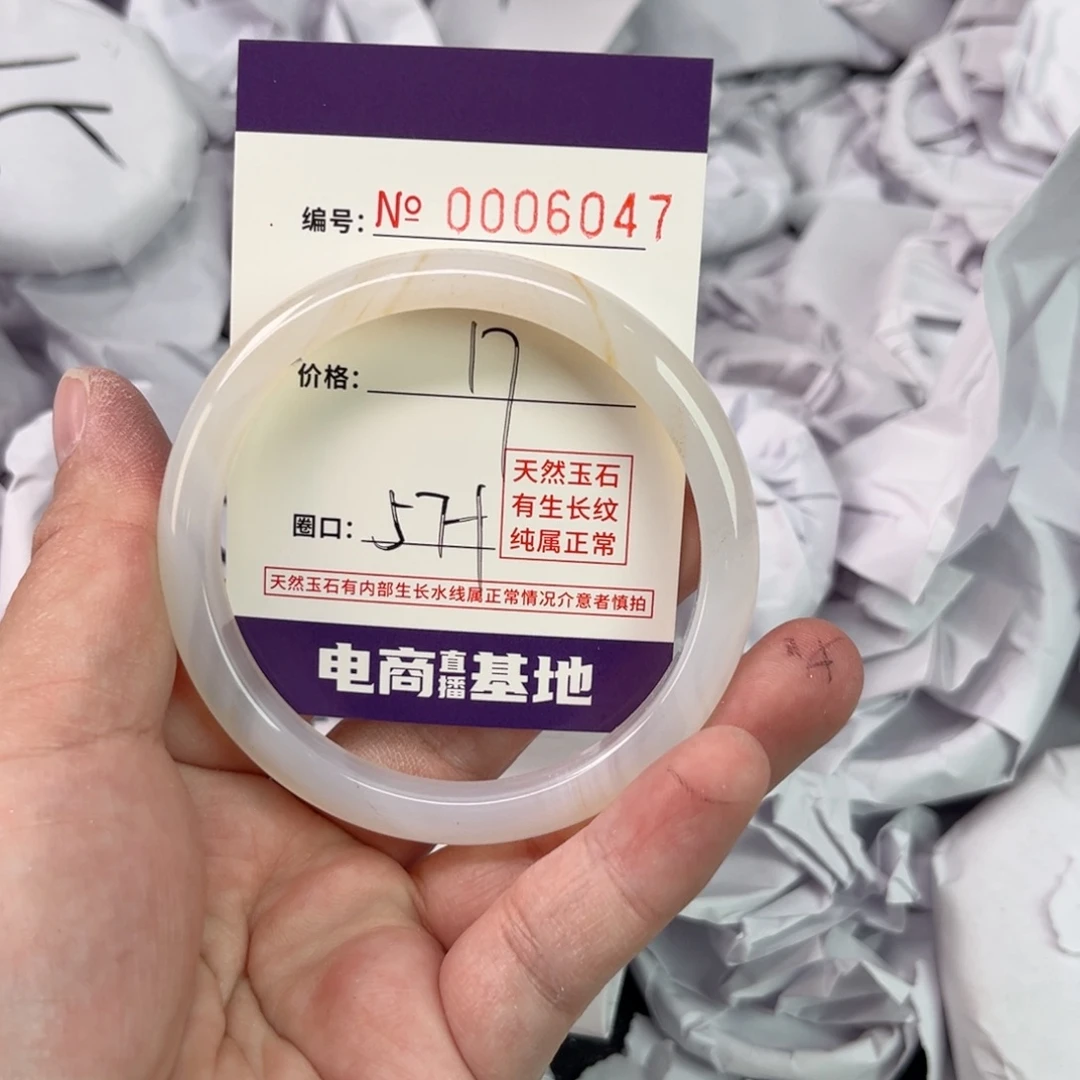 编号: № 0006047
价格: 17
圈口: 57
天然玉石
有生长纹
纯属正常
天然玉石有内部生长水线属正常情况介意者慎拍
电商直播基地